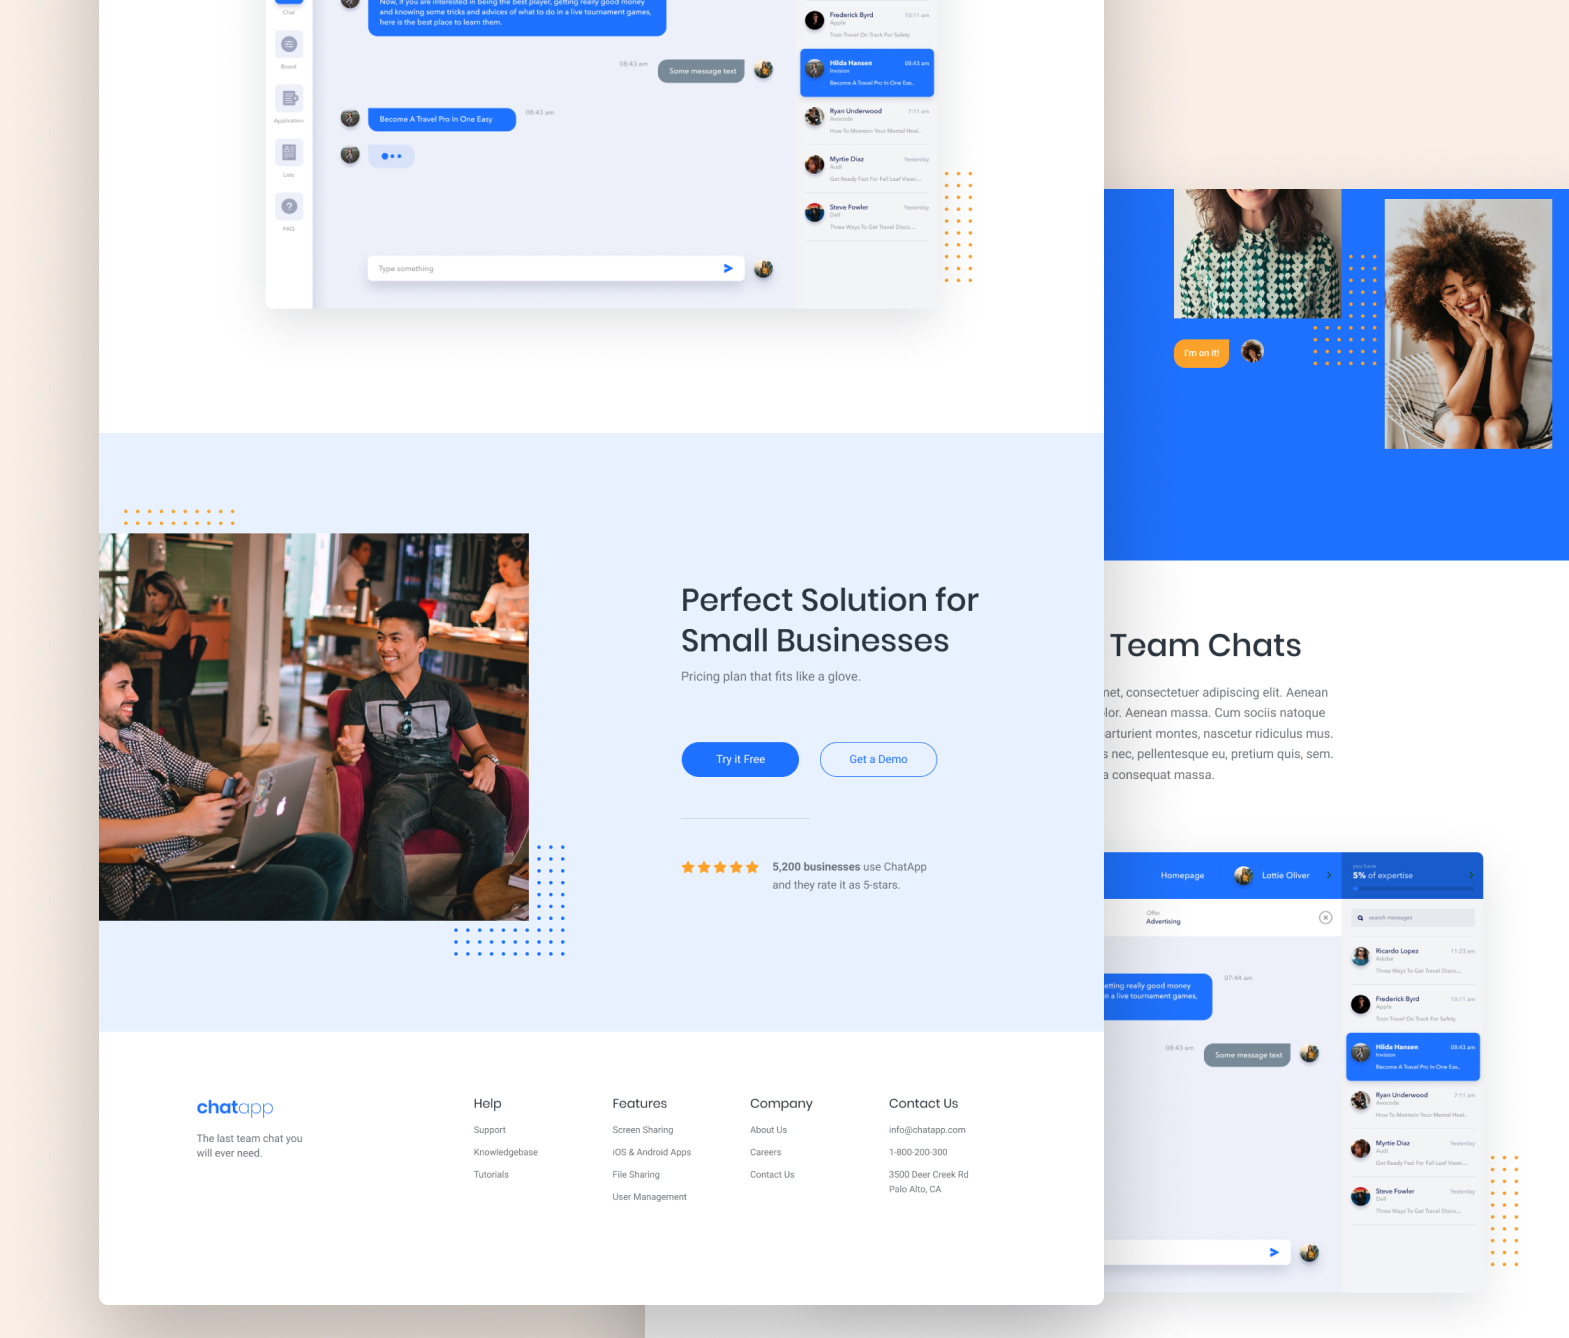 Chat
Board
Application
Lists
FAQ
Now, if you are interested in being the best player, getting really good money
and knowing some tricks and advices of what to do in a live tournament games,
here is the best place to learn them.
08:43 am
Some message text
Become A Travel Pro In One Easy
08:43 am
Type something
Frederick Byrd
10:11 am
Apple
Train Travel On Track For Safety
Hilda Hansen
08:43 am
Invision
Become A Travel Pro In One Eas..
Ryan Underwood
7:11 am
Avocode
How To Maintain Your Mental Heal..
Myrtie Diaz
Yesterday
Audi
Get Ready Fast For Fall Leaf Viewi...
Steve Fowler
Yesterday
Dell
Three Ways To Get Travel Disco...
I'm on it!
Perfect Solution for
Small Businesses
Pricing plan that fits like a glove.
Try it Free
Get a Demo
5,200 businesses use ChatApp
and they rate it as 5-stars.
Team Chats
net, consectetuer adipiscing elit. Aenean
lor. Aenean massa. Cum sociis natoque
arturient montes, nascetur ridiculus mus.
s nec, pellentesque eu, pretium quis, sem.
a consequat massa.
Homepage
Lottie Oliver
you have
5% of expertise
Offer
Advertising
search messages
etting really good money
n a live tournament games,
07:44 am
08:43 am
Some message text
Ricardo Lopez
11:23 am
Adobe
Three Ways To Get Travel Disco...
Frederick Byrd
10:11 am
Apple
Train Travel On Track For Safety
Hilda Hansen
08:43 am
Invision
Become A Travel Pro In One Eas..
Ryan Underwood
7:11 am
Avocode
How To Maintain Your Mental Heal..
Myrtie Diaz
Yesterday
Audi
Get Ready Fast For Fall Leaf Viewi...
Steve Fowler
Yesterday
Dell
Three Ways To Get Travel Disco...
chatapp
The last team chat you
will ever need.
Help
Support
Knowledgebase
Tutorials
Features
Screen Sharing
iOS & Android Apps
File Sharing
User Management
Company
About Us
Careers
Contact Us
Contact Us
info@chatapp.com
1-800-200-300
3500 Deer Creek Rd
Palo Alto, CA